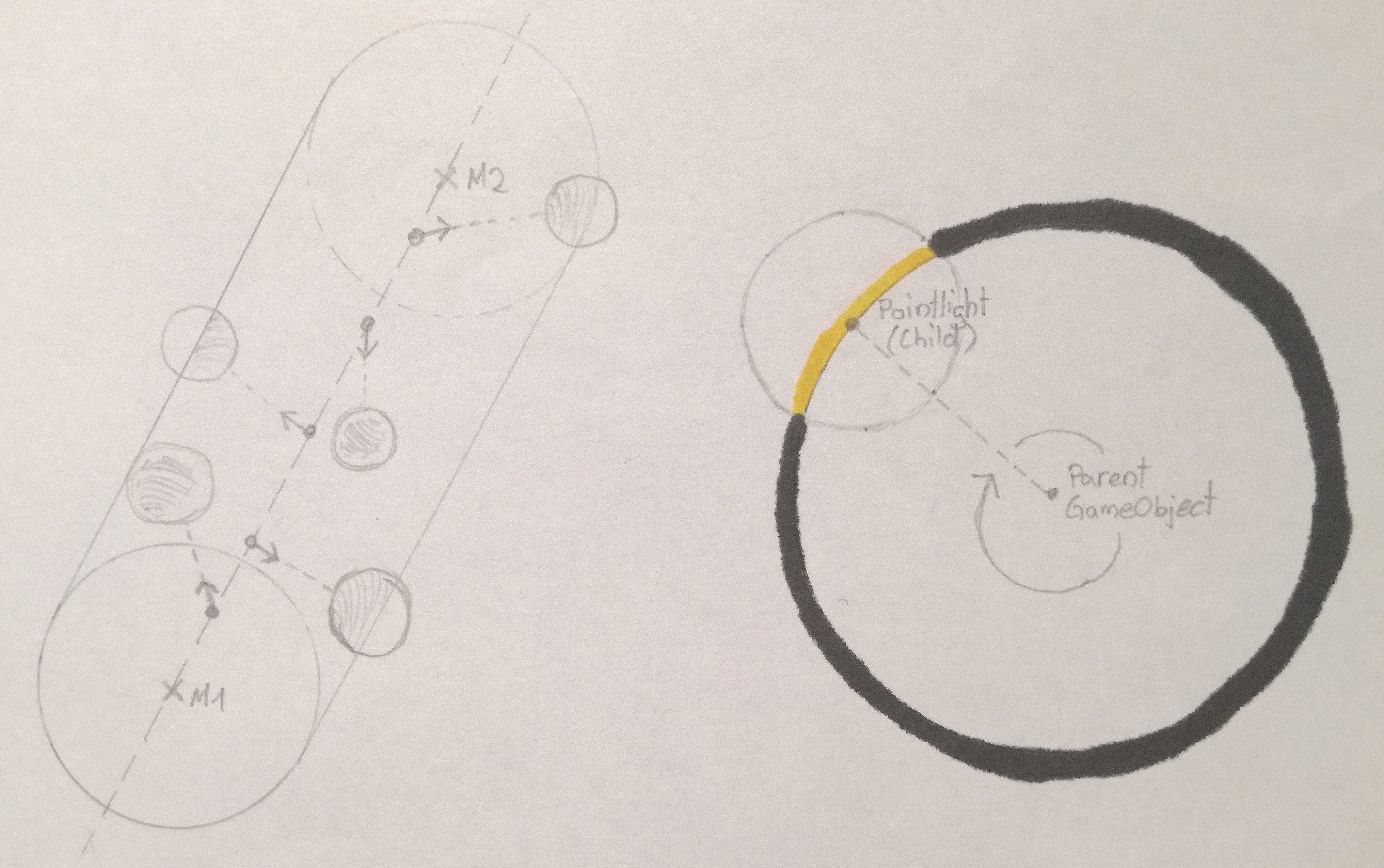 M2
M1
Pointlight
(Child)
Parent
GameObject